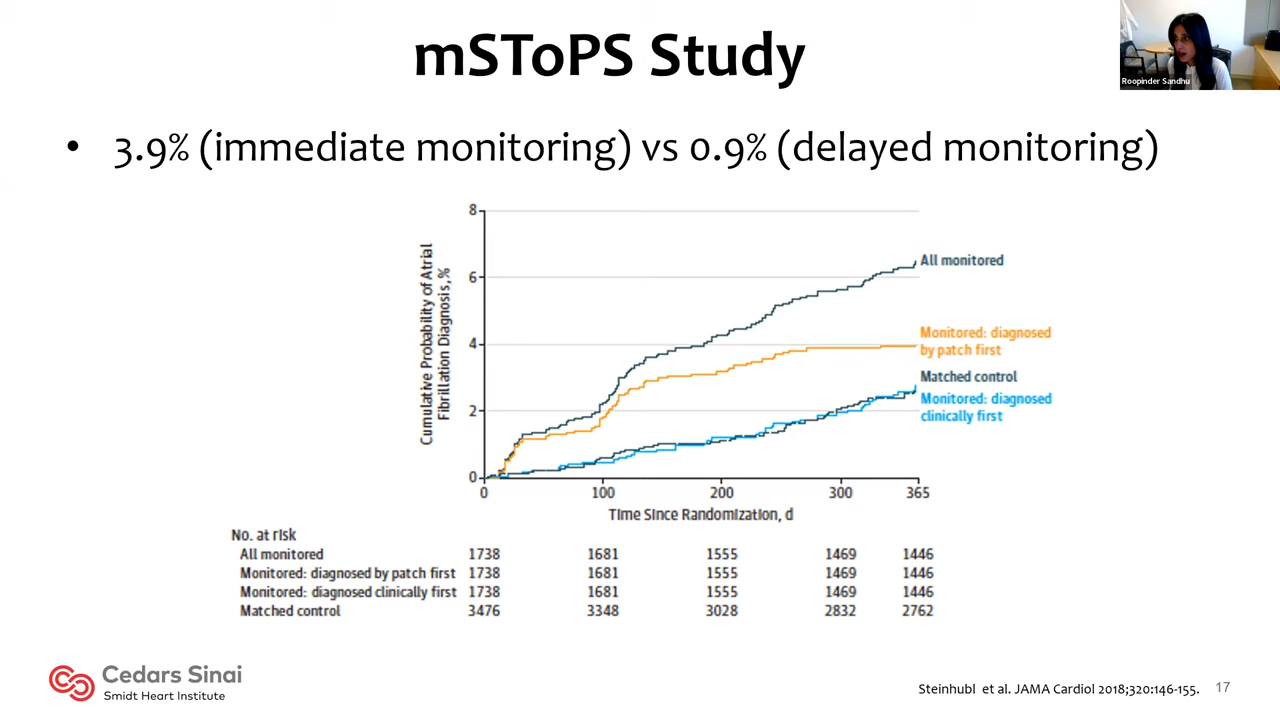 mSToPS Study
Roopinder Sandhu
• 3.9% (immediate monitoring) vs 0.9% (delayed monitoring)
Cumulative Probability of Atrial
Fibrillation Diagnosis, %
8
6
4
2
0
0 100 200 300 365
Time Since Randomization, d
All monitored
Monitored: diagnosed
by patch first
Matched control
Monitored: diagnosed
clinically first
No. at risk
All monitored 1738 1681 1555 1469 1446
Monitored: diagnosed by patch first 1738 1681 1555 1469 1446
Monitored: diagnosed clinically first 1738 1681 1555 1469 1446
Matched control 3476 3348 3028 2832 2762
Cedars Sinai
Smidt Heart Institute
Steinhubl et al. JAMA Cardiol 2018;320:146-155.
17